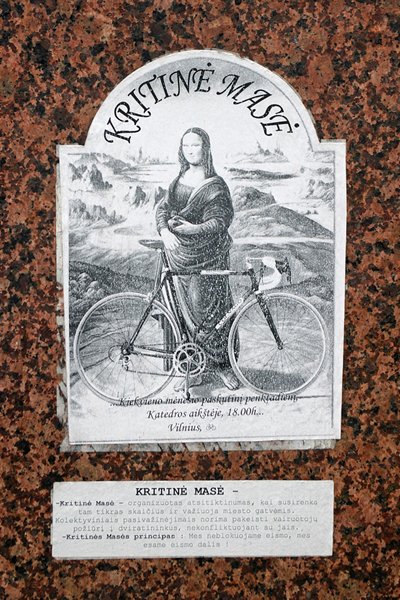 KRITINĖ MASĖ
...Kiekvieno mėnesio paskutinį penktadienį,
Katedros aikštėje, 18.00h...
Vilnius,
KRITINĖ MASĖ –
-Kritinė Masė – organizuotas atsitiktinumas, kai susirenka
tam tikras skaičius ir važiuoja miesto gatvėmis.
Kolektyviniais pasivažinėjimais norima pakeisti vairuotojų
požiūrį į dviratininkus, nekonfliktuojant su jais.
-Kritinės Masės principas : Mes neblokuojame eismo, mes
esame eismo dalis !